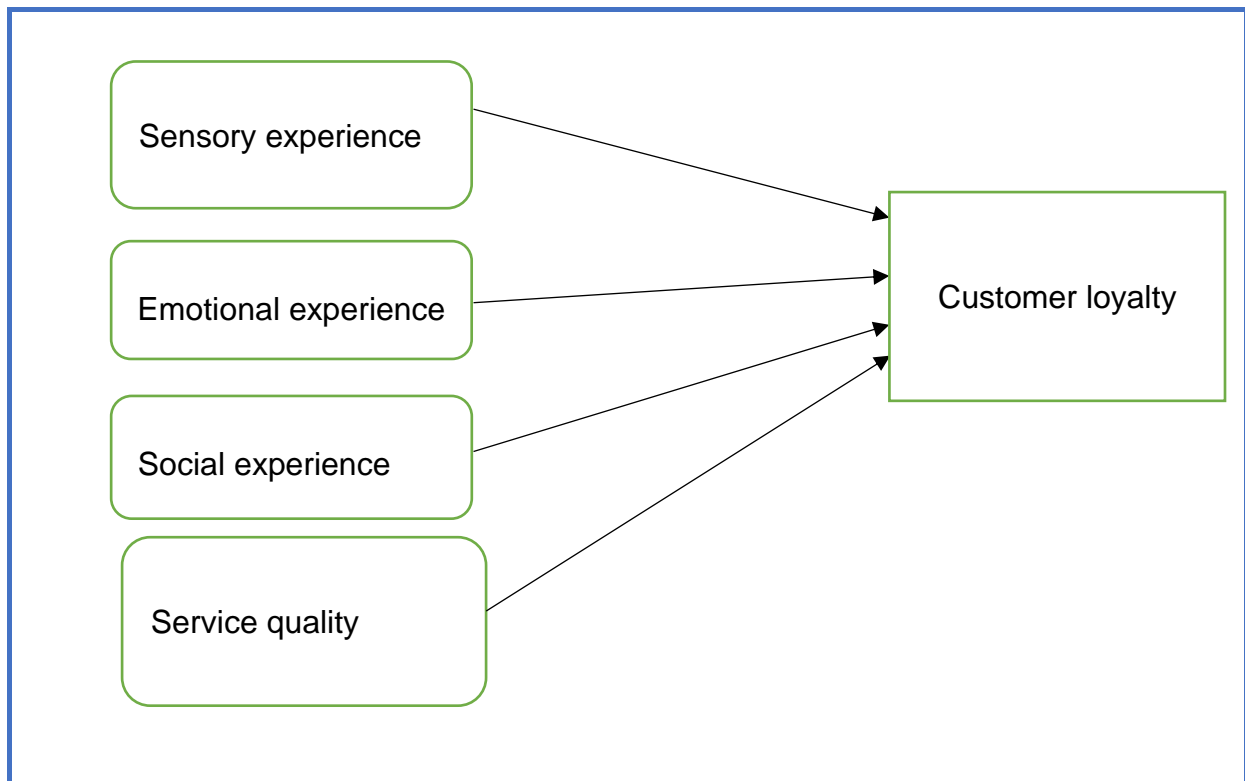 Sensory experience
Emotional experience
Customer loyalty
Social experience
Service quality